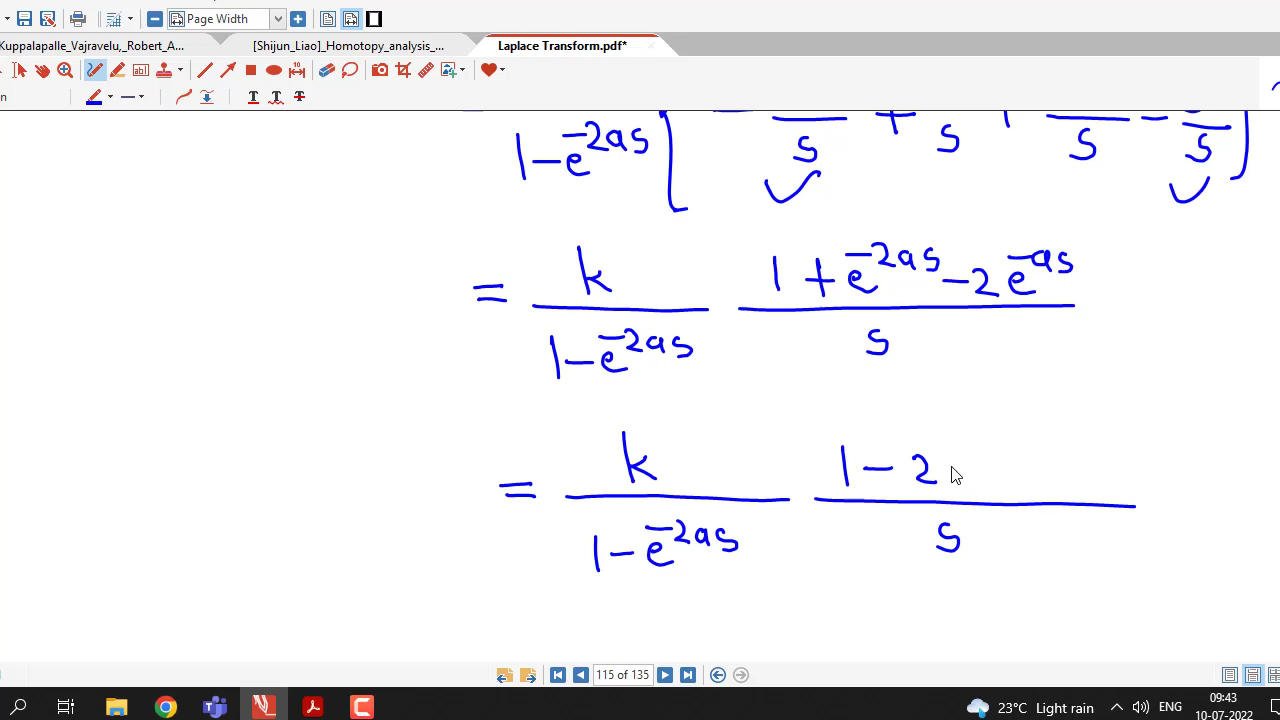 Page Width
Kuppalapalle_Vajravelu,_Robert_A...
[Shijun_Liao]_Homotopy_analysis_...
Laplace Transform.pdf*
1-e^{-2as} [ s + s s - s ]
= k/(1-e^{-2as}) (1+e^{-2as}-2e^{-as})/s
= k/(1-e^{-2as}) (1-2)/s
115 of 135
23°C Light rain
ENG
09:43
10-07-2022